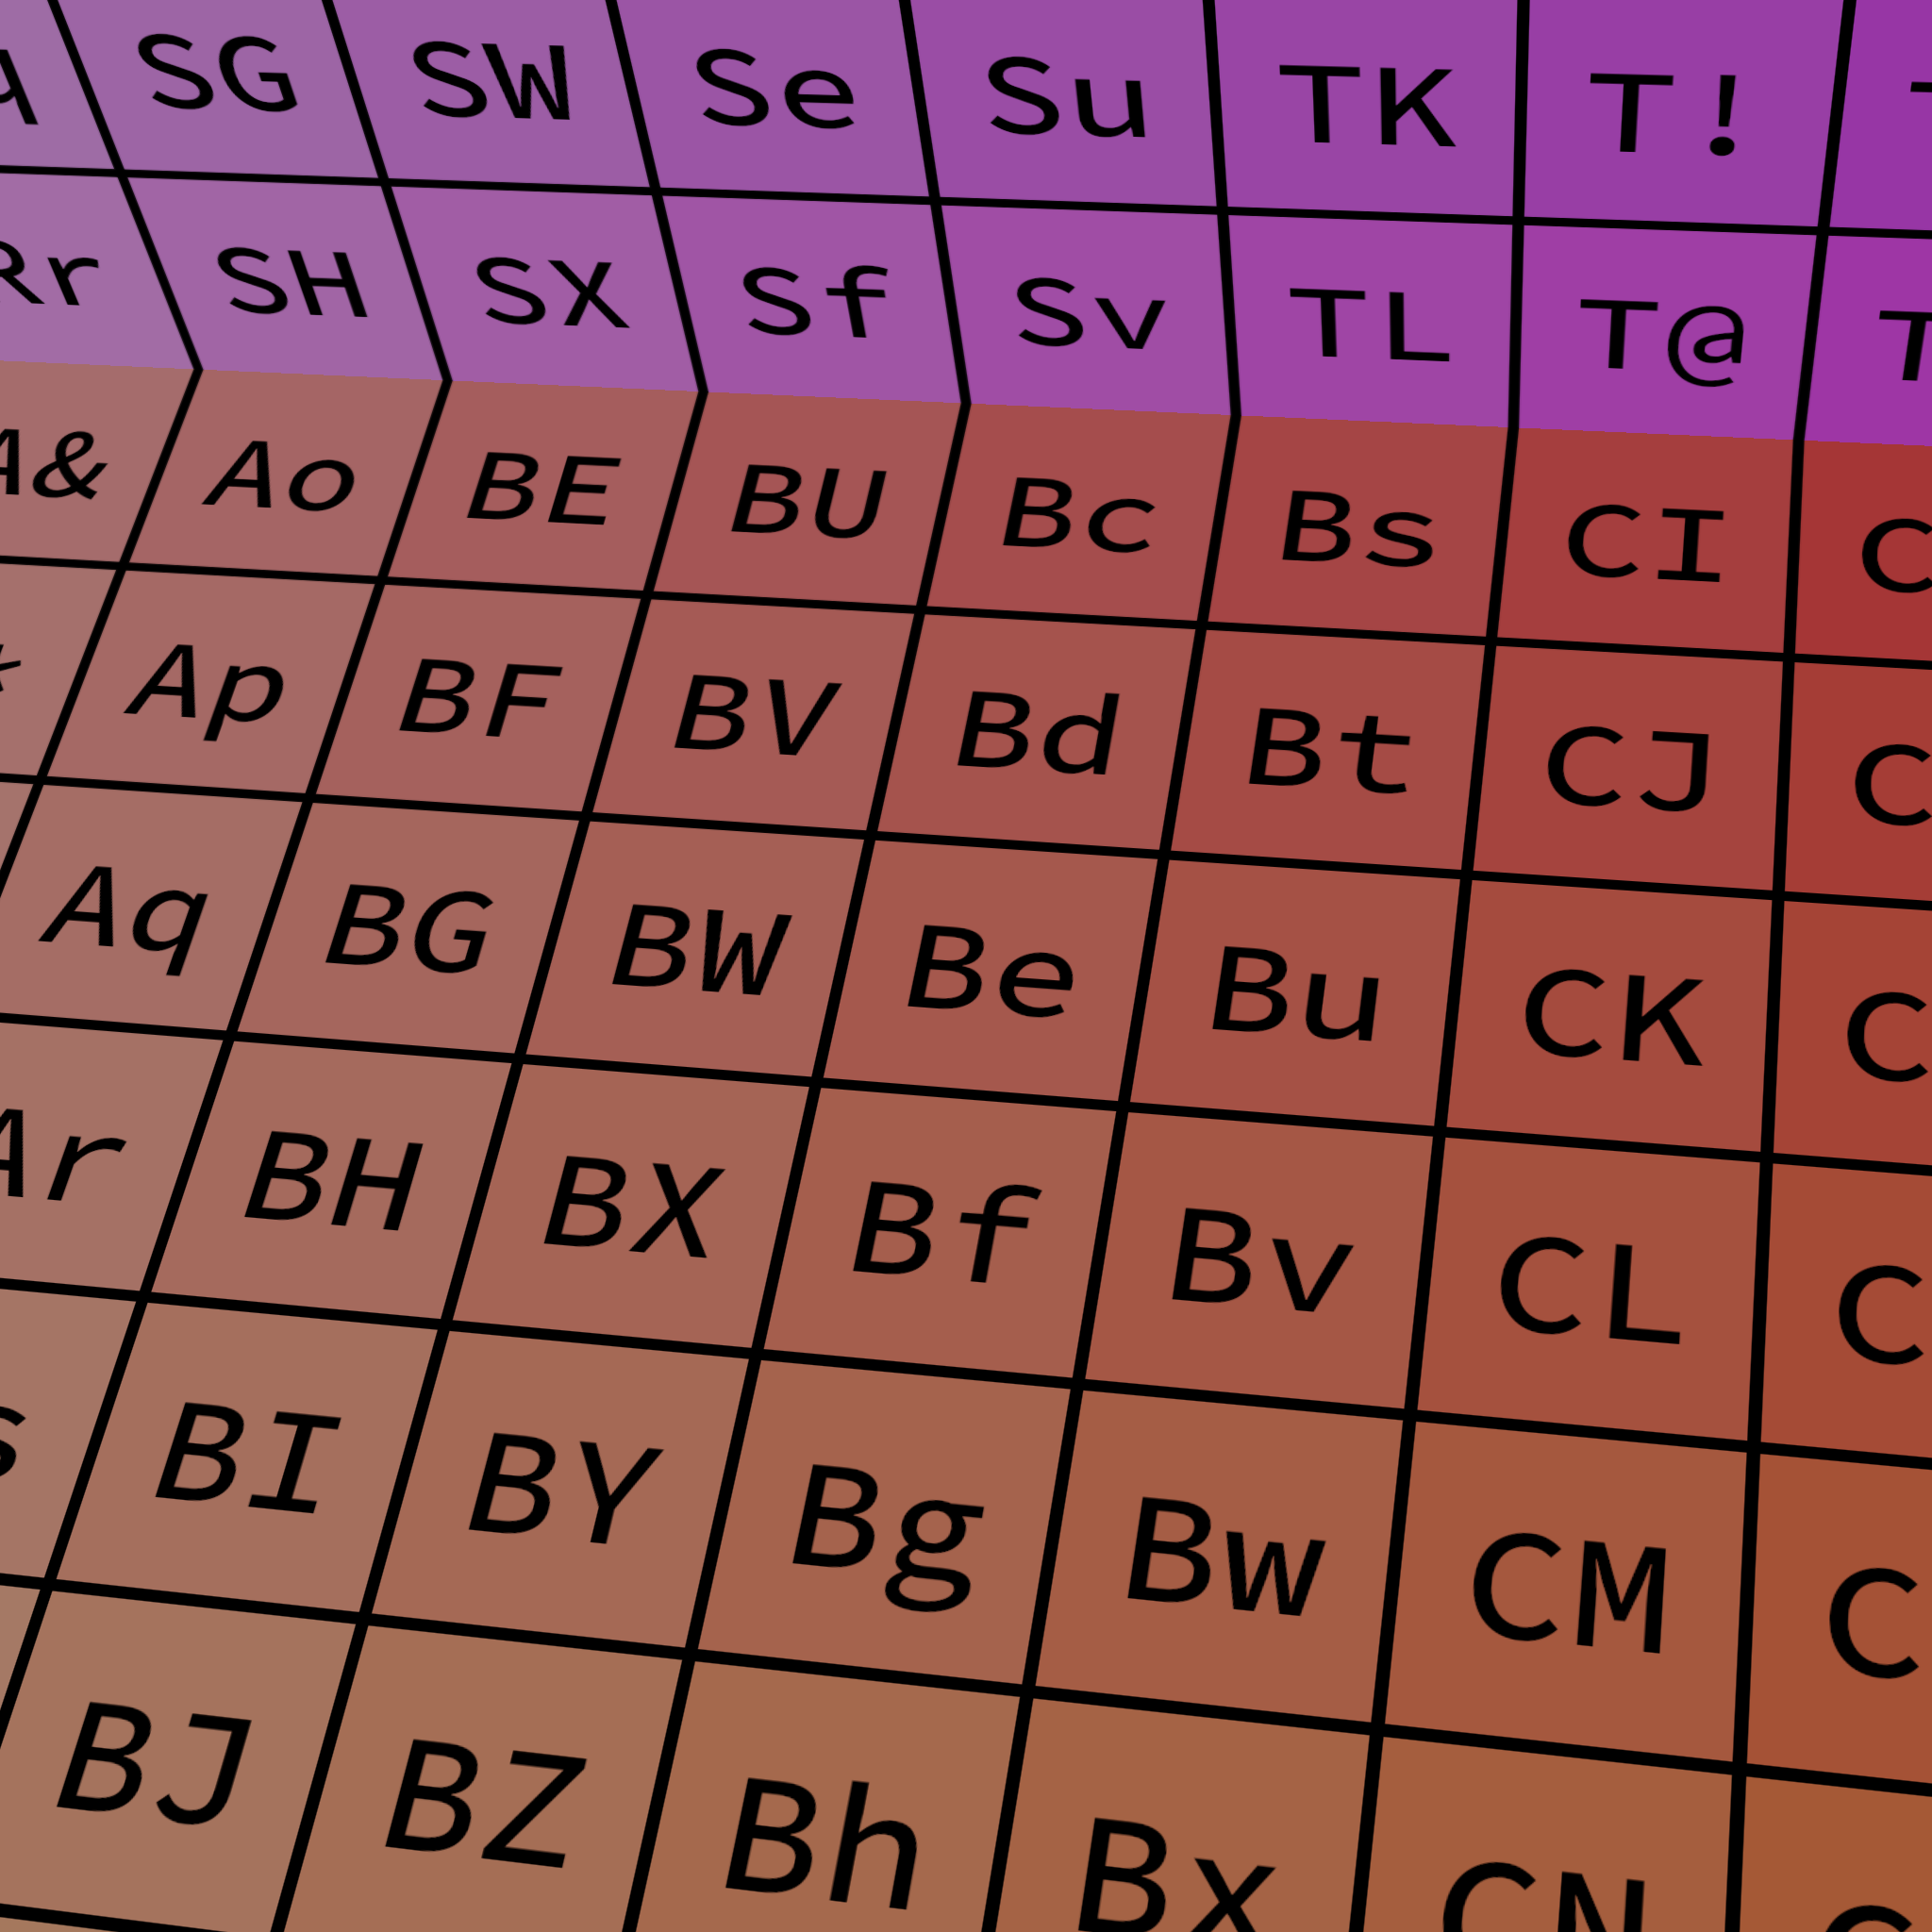 SG SW Se Su TK T!
Rr SH SX Sf Sv TL T@
A& Ao BE BU Bc Bs CI
Ap BF BV Bd Bt CJ
Aq BG BW Be Bu CK
Ar BH BX Bf Bv CL
BI BY Bg Bw CM
BJ BZ Bh Bx CN